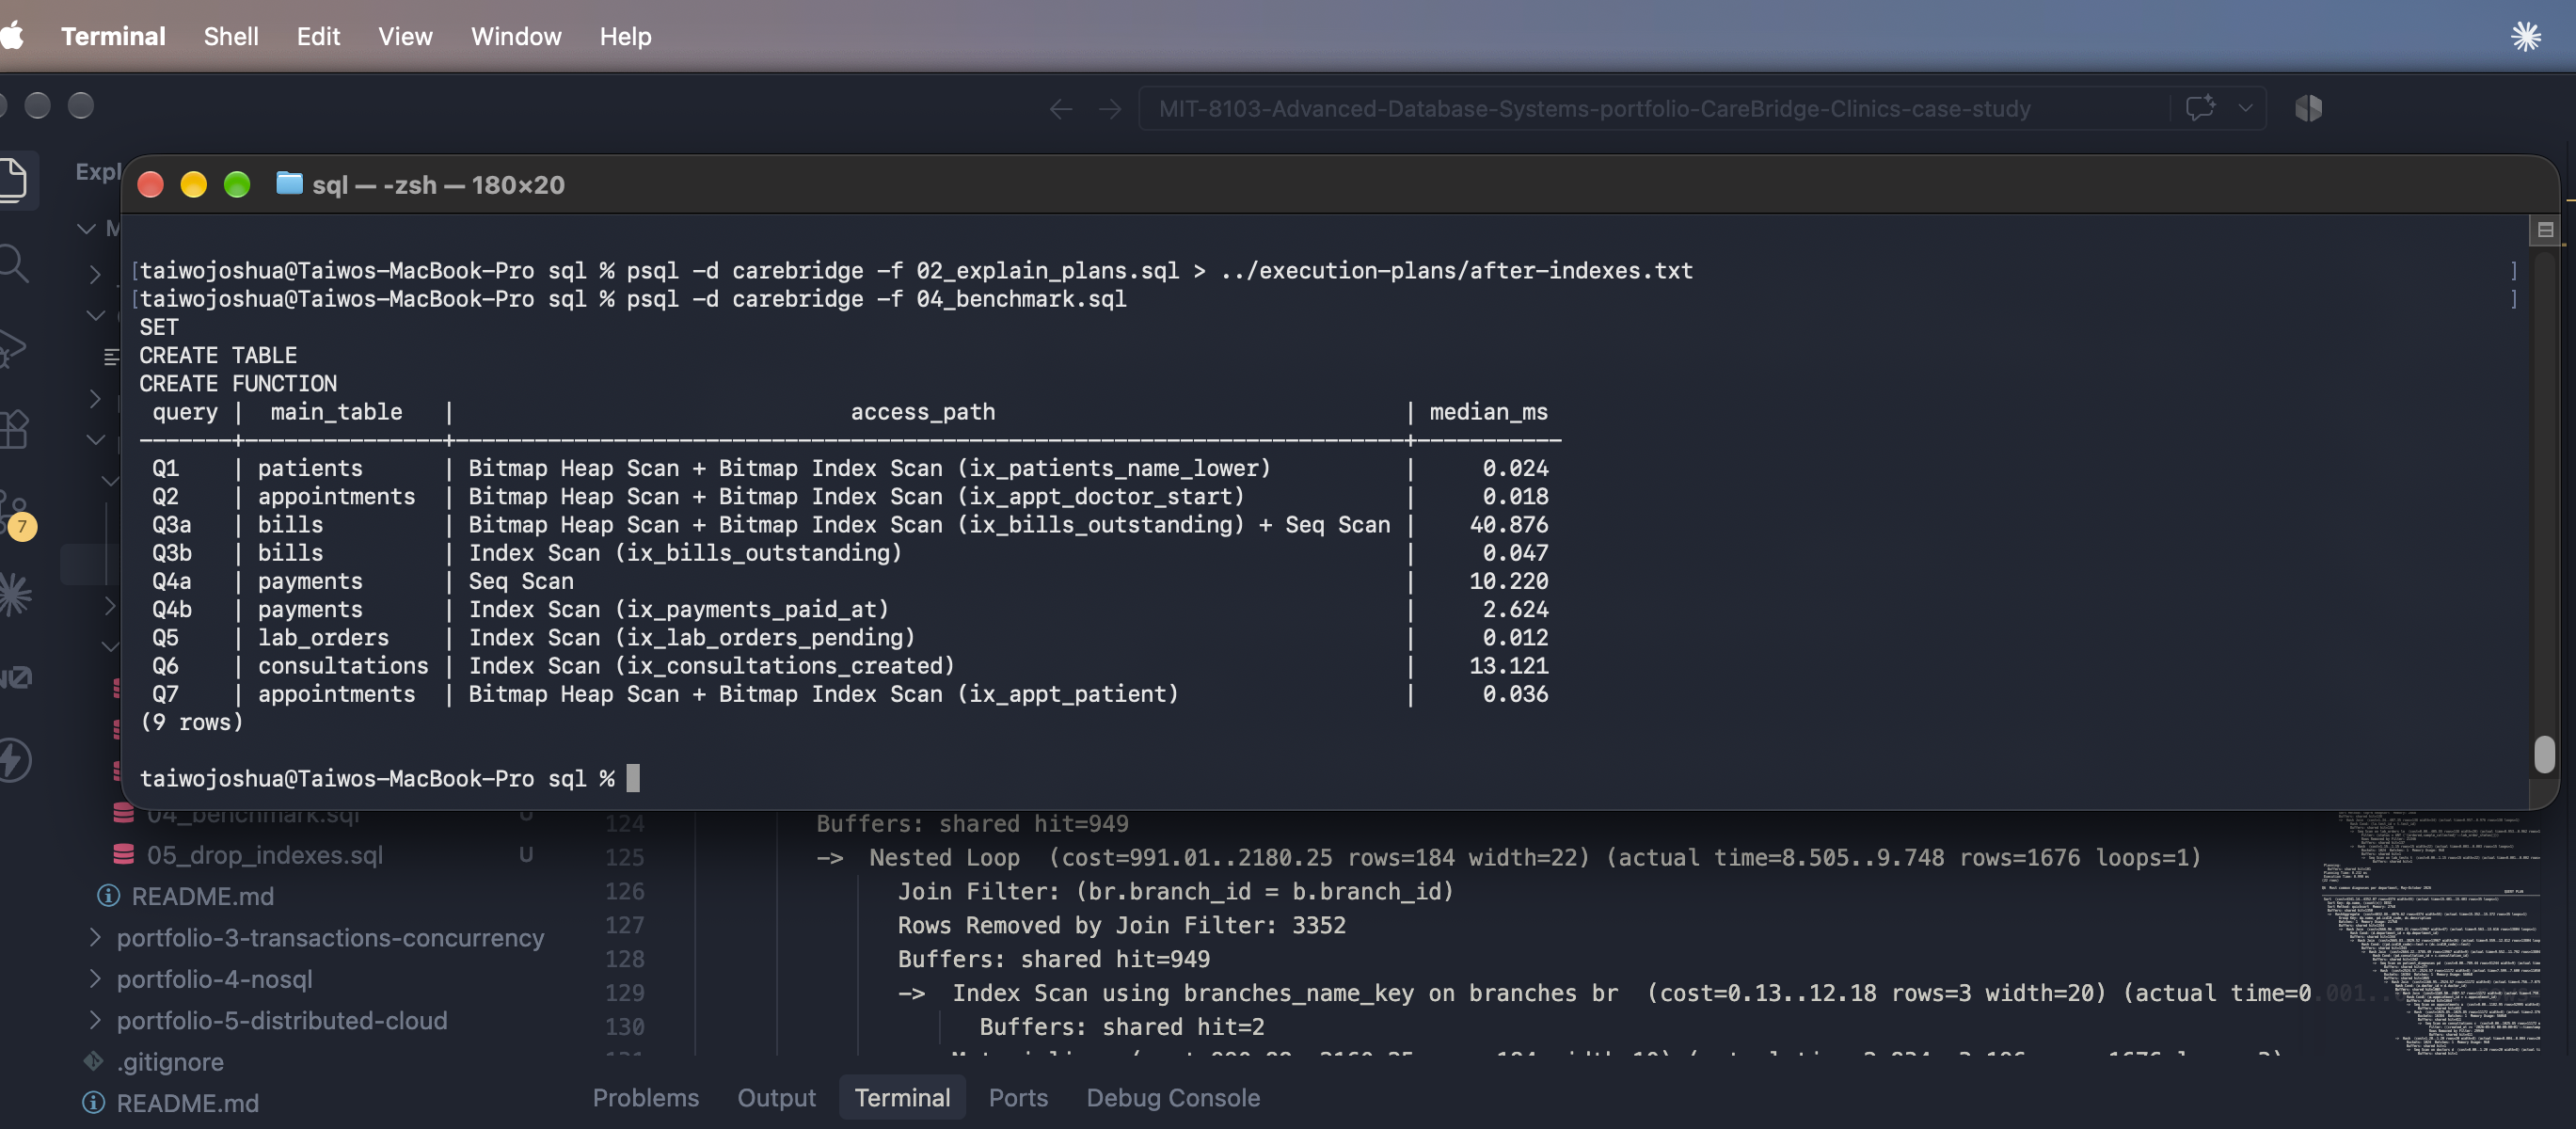 Terminal Shell Edit View Window Help
MIT-8103-Advanced-Database-Systems-portfolio-CareBridge-Clinics-case-study
Expl
M
sql — -zsh — 180×20
[taiwojoshua@Taiwos-MacBook-Pro sql % psql -d carebridge -f 02_explain_plans.sql > ../execution-plans/after-indexes.txt ]
[taiwojoshua@Taiwos-MacBook-Pro sql % psql -d carebridge -f 04_benchmark.sql ]
SET
CREATE TABLE
CREATE FUNCTION
query | main_table | access_path | median_ms
-------+---------------+------------------------------------------------------------------------+-----------
Q1 | patients | Bitmap Heap Scan + Bitmap Index Scan (ix_patients_name_lower) | 0.024
Q2 | appointments | Bitmap Heap Scan + Bitmap Index Scan (ix_appt_doctor_start) | 0.018
Q3a | bills | Bitmap Heap Scan + Bitmap Index Scan (ix_bills_outstanding) + Seq Scan | 40.876
Q3b | bills | Index Scan (ix_bills_outstanding) | 0.047
Q4a | payments | Seq Scan | 10.220
Q4b | payments | Index Scan (ix_payments_paid_at) | 2.624
Q5 | lab_orders | Index Scan (ix_lab_orders_pending) | 0.012
Q6 | consultations | Index Scan (ix_consultations_created) | 13.121
Q7 | appointments | Bitmap Heap Scan + Bitmap Index Scan (ix_appt_patient) | 0.036
(9 rows)
taiwojoshua@Taiwos-MacBook-Pro sql %
7
04_benchmark.sql U
05_drop_indexes.sql U
README.md
portfolio-3-transactions-concurrency
portfolio-4-nosql
portfolio-5-distributed-cloud
.gitignore
README.md
124 Buffers: shared hit=949
125 -> Nested Loop (cost=991.01..2180.25 rows=184 width=22) (actual time=8.505..9.748 rows=1676 loops=1)
126 Join Filter: (br.branch_id = b.branch_id)
127 Rows Removed by Join Filter: 3352
128 Buffers: shared hit=949
129 -> Index Scan using branches_name_key on branches br (cost=0.13..12.18 rows=3 width=20) (actual time=0.001..
130 Buffers: shared hit=2
Problems Output Terminal Ports Debug Console